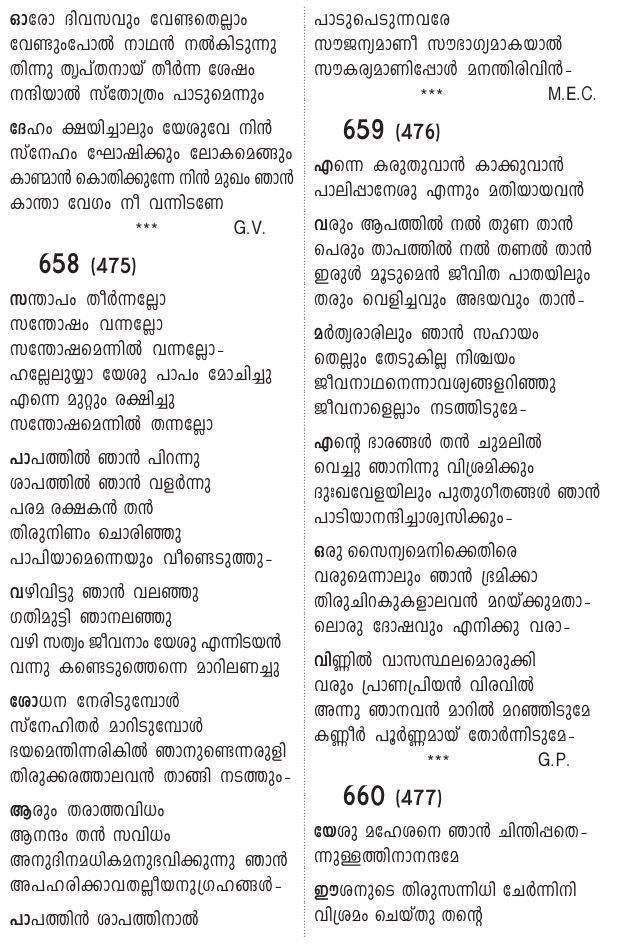 ഓരോ ദിവസവും വേണ്ടതെല്ലാം
വേണ്ടുംപോൽ നാഥൻ നൽകിടുന്നു
തിന്നു തൃപ്തനായ് തീർന്ന ശേഷം
നന്ദിയാൽ സ്തോത്രം പാടുമെന്നും
ദേഹം ക്ഷയിച്ചാലും യേശുവേ നിൻ
സ്നേഹം ഘോഷിക്കും ലോകമെങ്ങും
കാണ്മാൻ കൊതിക്കുന്നേ നിൻ മുഖം ഞാൻ
കാന്താ വേഗം നീ വന്നിടണേ
*** G.V.
658 (475)
സന്താപം തീർന്നല്ലോ
സന്തോഷം വന്നല്ലോ
സന്തോഷമെന്നിൽ വന്നല്ലോ-
ഹല്ലേലുയ്യാ യേശു പാപം മോചിച്ചു
എന്നെ മുറ്റും രക്ഷിച്ചു
സന്തോഷമെന്നിൽ തന്നല്ലോ
പാപത്തിൽ ഞാൻ പിറന്നു
ശാപത്തിൽ ഞാൻ വളർന്നു
പരമ രക്ഷകൻ തൻ
തിരുനിണം ചൊരിഞ്ഞു
പാപിയാമെന്നെയും വീണ്ടെടുത്തു-
വഴിവിട്ടു ഞാൻ വലഞ്ഞു
ഗതിമുട്ടി ഞാനലഞ്ഞു
വഴി സത്യം ജീവനാം യേശു എന്നിടയൻ
വന്നു കണ്ടെടുത്തെന്നെ മാറിലണച്ചു
ശോധന നേരിടുമ്പോൾ
സ്നേഹിതർ മാറിടുമ്പോൾ
ഭയമെന്തിന്നരികിൽ ഞാനുണ്ടെന്നരുളി
തിരുക്കരത്താലവൻ താങ്ങി നടത്തും-
ആരും തരാത്തവിധം
ആനന്ദം തൻ സവിധം
അനുദിനമധികമനുഭവിക്കുന്നു ഞാൻ
അപഹരിക്കാവതല്ലീയനുഗ്രഹങ്ങൾ-
പാപത്തിൻ ശാപത്തിനാൽ
പാടുപെടുന്നവരേ
സൗജന്യമാണീ സൗഭാഗ്യമാകയാൽ
സൗകര്യമാണിപ്പോൾ മനന്തിരിവിൻ-
*** M.E.C.
659 (476)
എന്നെ കരുതുവാൻ കാക്കുവാൻ
പാലിപ്പാനേശു എന്നും മതിയായവൻ
വരും ആപത്തിൽ നൽ തുണ താൻ
പെരും താപത്തിൽ നൽ തണൽ താൻ
ഇരുൾ മൂടുമെൻ ജീവിത പാതയിലും
തരും വെളിച്ചവും അഭയവും താൻ-
മർത്യരാരിലും ഞാൻ സഹായം
തെല്ലും തേടുകില്ല നിശ്ചയം
ജീവനാഥനെന്നാവശ്യങ്ങളറിഞ്ഞു
ജീവനാളെല്ലാം നടത്തിടുമേ-
എന്റെ ഭാരങ്ങൾ തൻ ചുമലിൽ
വെച്ചു ഞാനിന്നു വിശ്രമിക്കും
ദുഃഖവേളയിലും പുതുഗീതങ്ങൾ ഞാൻ
പാടിയാനന്ദിച്ചാശ്വസിക്കും-
ഒരു സൈന്യമെനിക്കെതിരെ
വരുമെന്നാലും ഞാൻ ഭ്രമിക്കാ
തിരുചിറകുകളാലവൻ മറയ്ക്കുമതാ-
ലൊരു ദോഷവും എനിക്കു വരാ-
വിണ്ണിൽ വാസസ്ഥലമൊരുക്കി
വരും പ്രാണപ്രിയൻ വിരവിൽ
അന്നു ഞാനവൻ മാറിൽ മറഞ്ഞിടുമേ
കണ്ണീർ പൂർണ്ണമായ് തോർന്നിടുമേ-
*** G.P.
660 (477)
യേശു മഹേശനെ ഞാൻ ചിന്തിപ്പതെ-
ന്നുള്ളത്തിനാനന്ദമേ
ഈശനുടെ തിരുസന്നിധി ചേർന്നിനി
വിശ്രമം ചെയ്തു തന്റെ